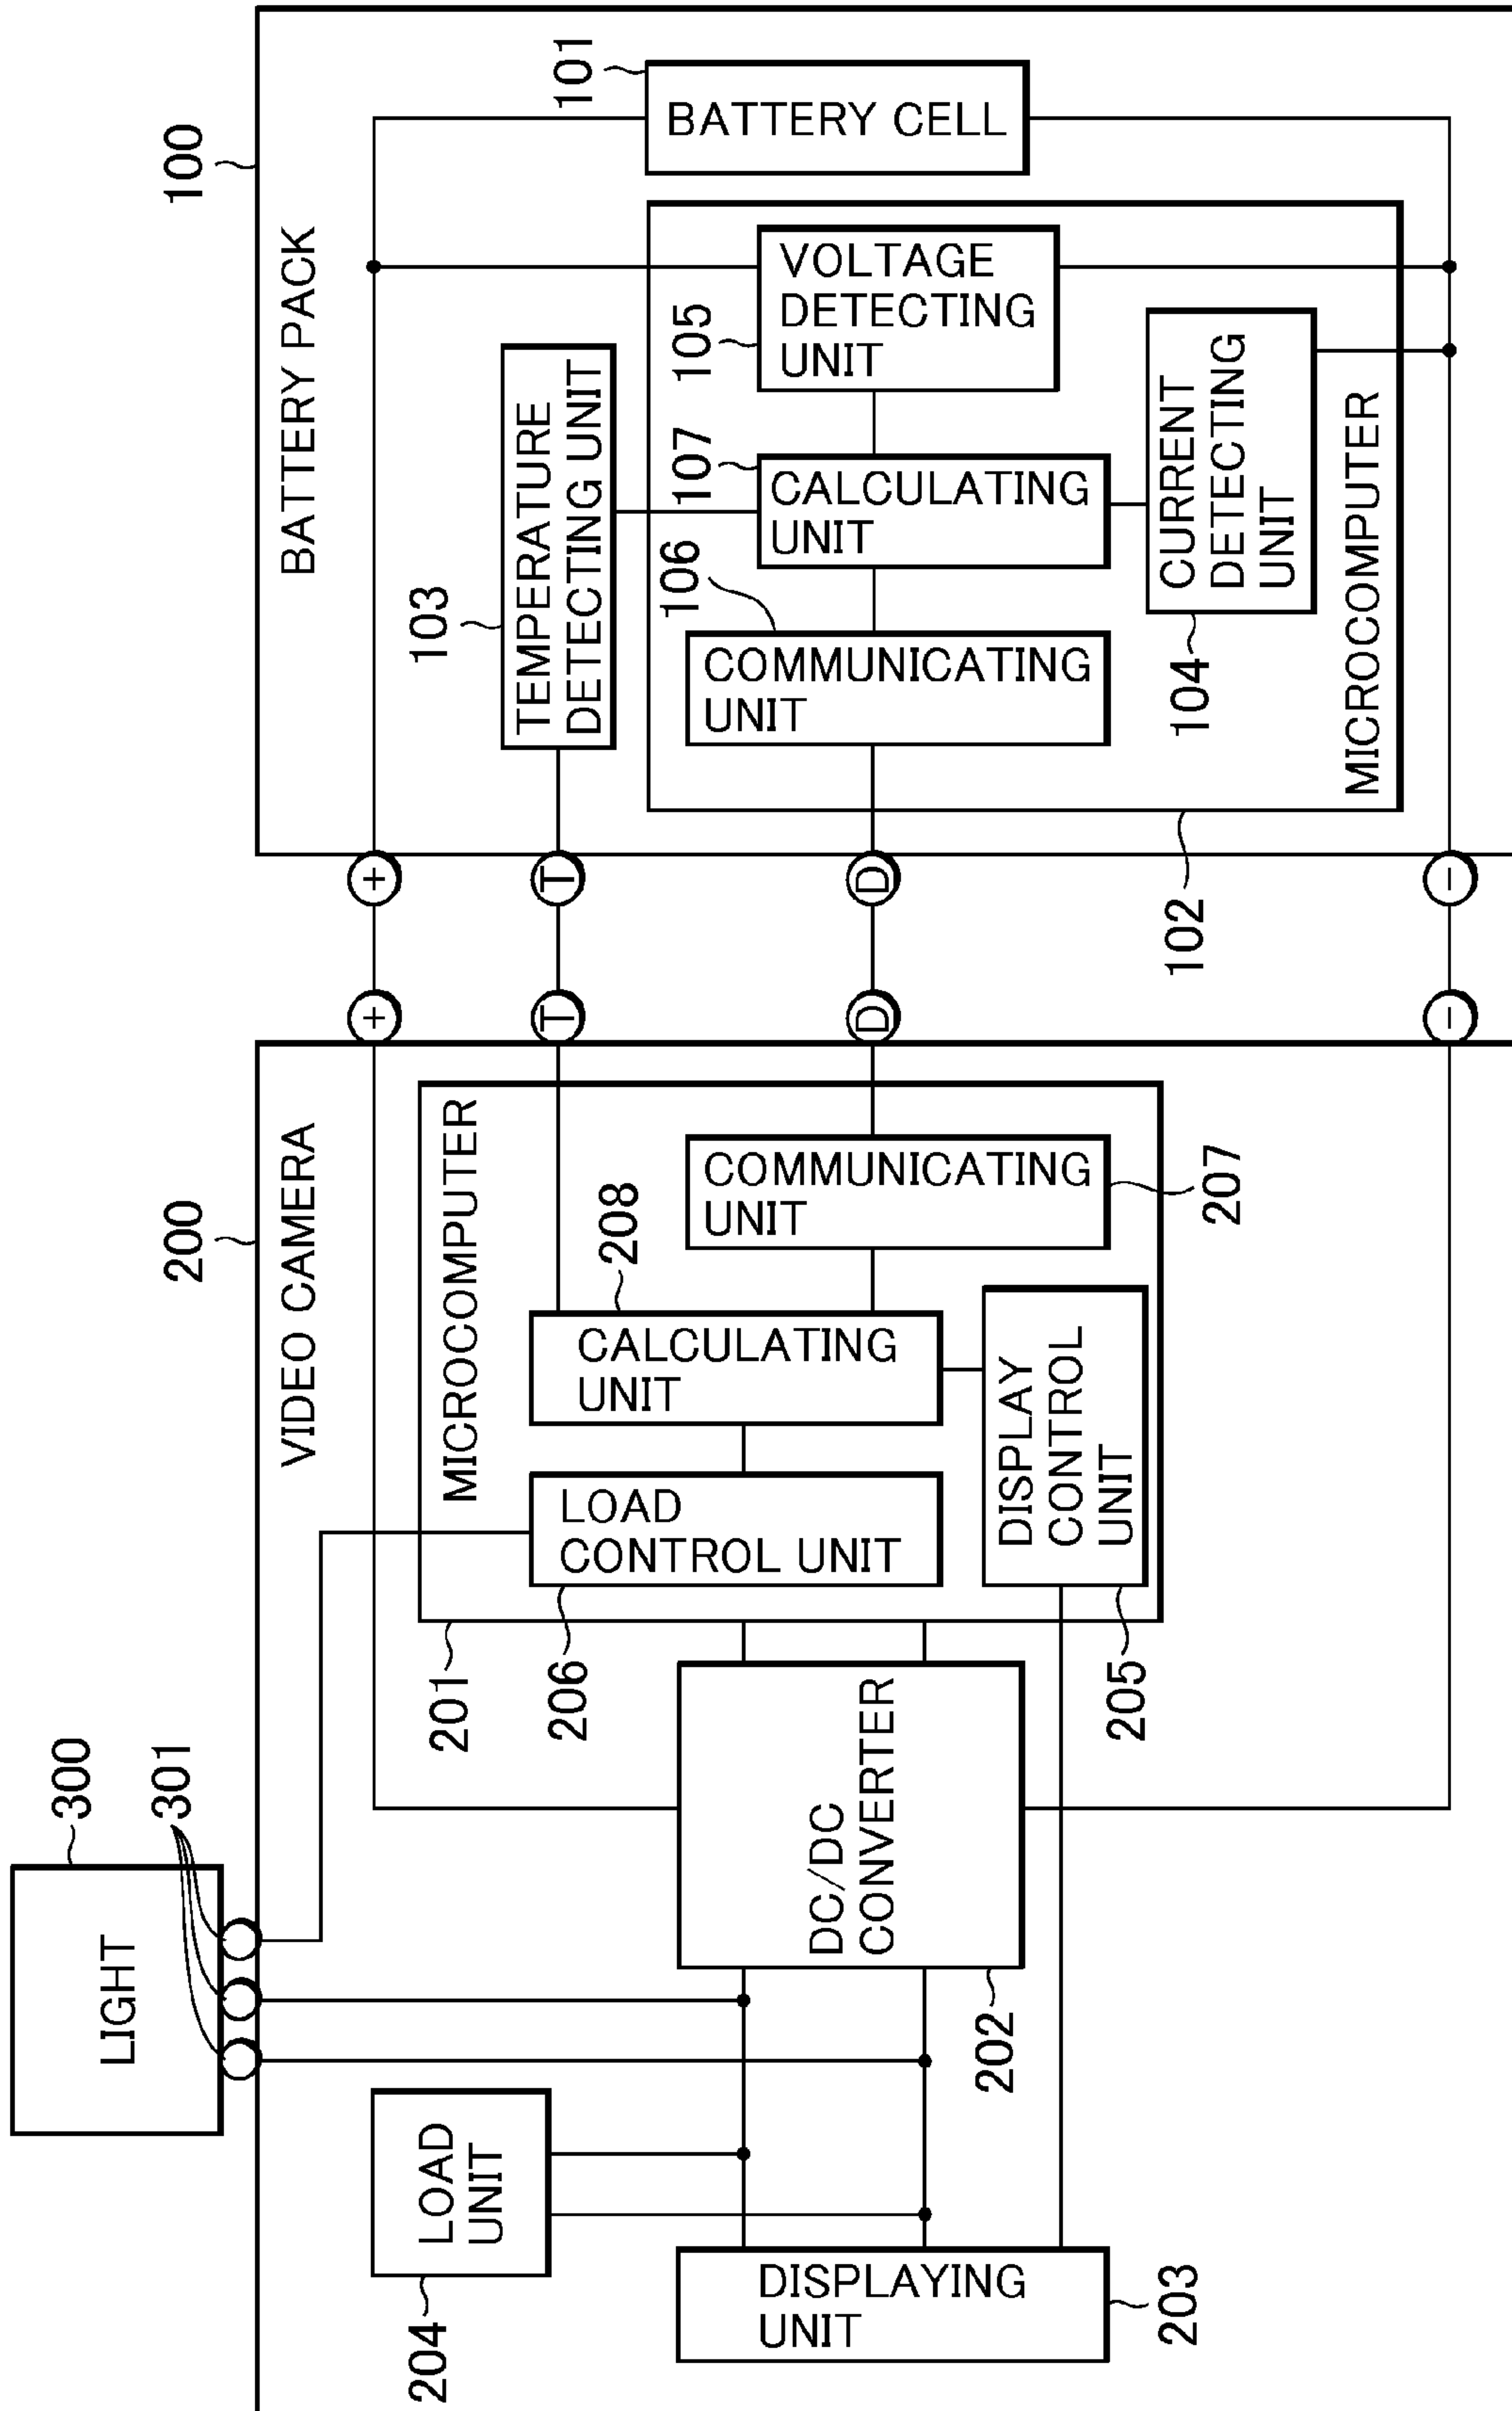 100
BATTERY PACK
101
BATTERY CELL
VOLTAGE
DETECTING
UNIT
105
TEMPERATURE
DETECTING UNIT
103
107
CALCULATING
UNIT
CURRENT
DETECTING
UNIT
104
106
COMMUNICATING
UNIT
MICROCOMPUTER
102
+
T
D
-
+
T
D
-
200
VIDEO CAMERA
MICROCOMPUTER
COMMUNICATING
UNIT
207
208
CALCULATING
UNIT
DISPLAY
CONTROL
UNIT
205
LOAD
CONTROL UNIT
206
201
DC/DC
CONVERTER
202
300
301
LIGHT
LOAD
UNIT
204
DISPLAYING
UNIT
203